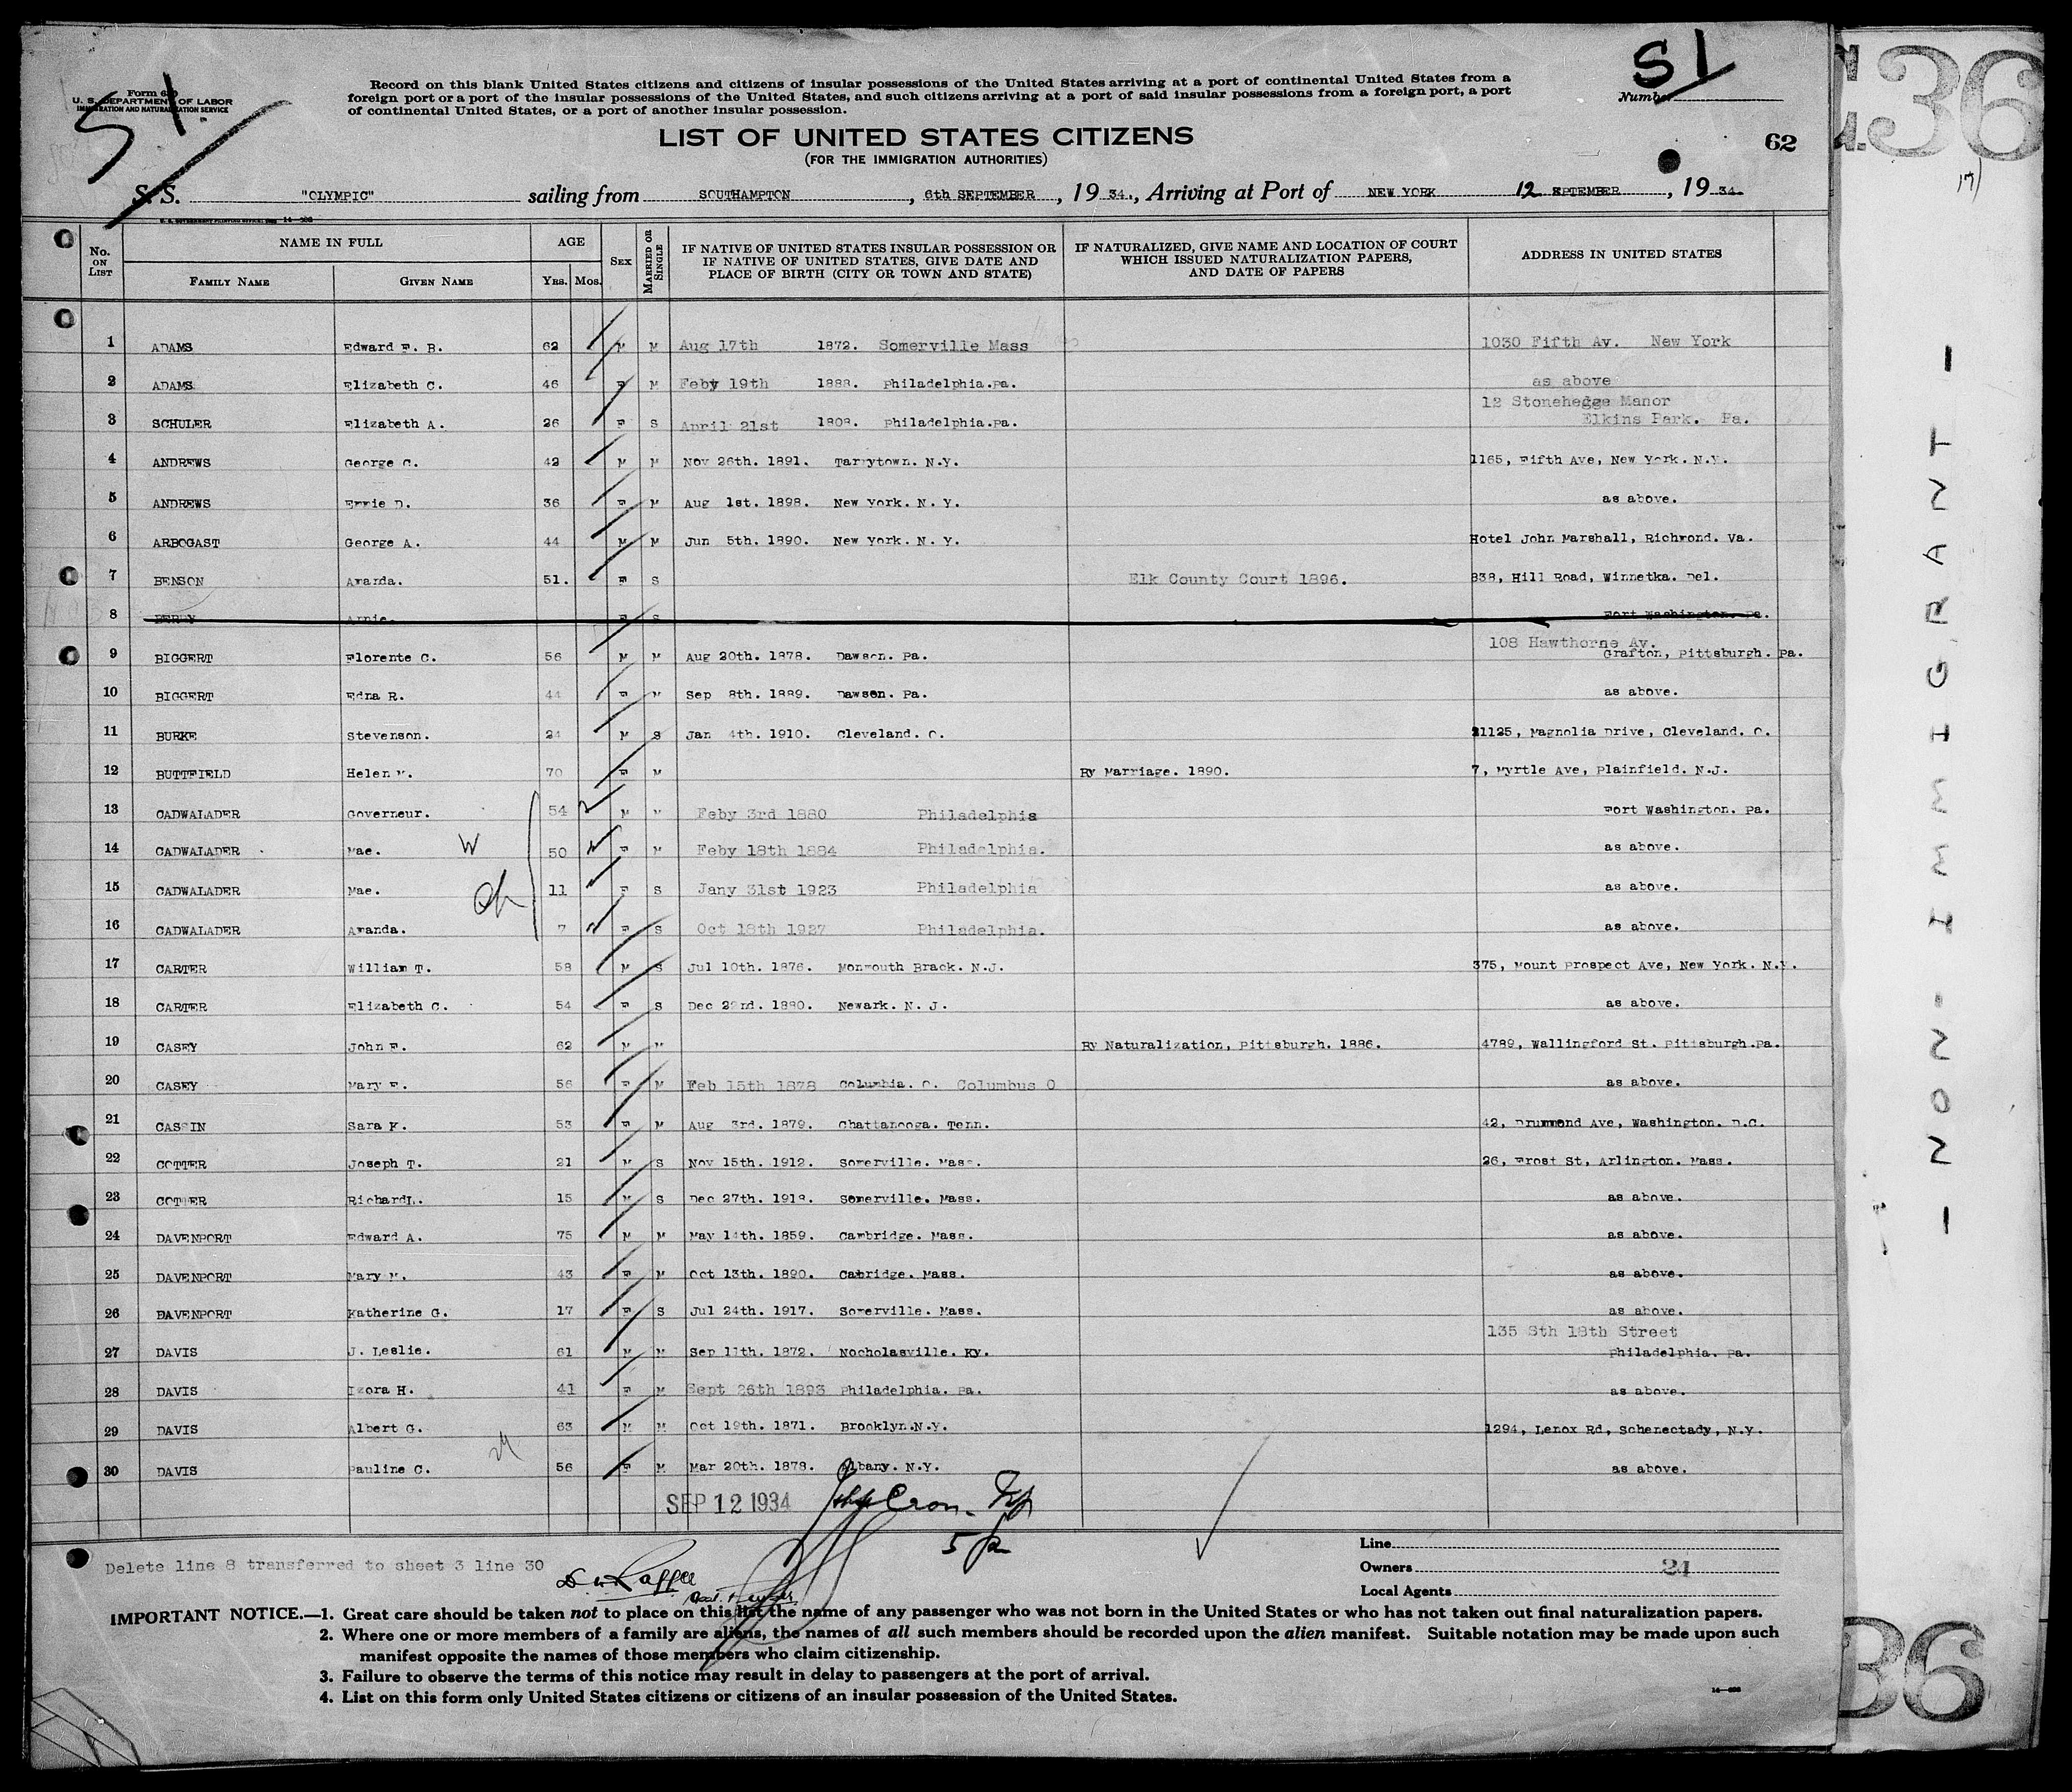 Form 630
U. S. DEPARTMENT OF LABOR
IMMIGRATION AND NATURALIZATION SERVICE
51.
Record on this blank United States citizens and citizens of insular possessions of the United States arriving at a port of continental United States from a
foreign port or a port of the insular possessions of the United States, and such citizens arriving at a port of said insular possessions from a foreign port, a port
of continental United States, or a port of another insular possession.
51
Number
LIST OF UNITED STATES CITIZENS
(FOR THE IMMIGRATION AUTHORITIES)
62
S. S. "OLYMPIC" sailing from SOUTHAMPTON, 6th SEPTEMBER, 1934., Arriving at Port of NEW YORK 12 EPTEMBER, 1934.
No. ON LIST NAME IN FULL AGE SEX MARRIED OR SINGLE IF NATIVE OF UNITED STATES INSULAR POSSESSION OR IF NATIVE OF UNITED STATES, GIVE DATE AND PLACE OF BIRTH (CITY OR TOWN AND STATE) IF NATURALIZED, GIVE NAME AND LOCATION OF COURT WHICH ISSUED NATURALIZATION PAPERS, AND DATE OF PAPERS ADDRESS IN UNITED STATES
FAMILY NAME GIVEN NAME YRS. MOS.
1 ADAMS Edward F. B. 62 M M Aug 17th 1872. Somerville Mass 1030 Fifth Av. New York
2 ADAMS Elizabeth C. 46 F M Feby 19th 1888. Philadelphia.Pa. as above
12 Stonehegge Manor
3 SCHULER Elizabeth A. 26 F S April 21st 1908. Philadelphia.Pa. Elkins Park. Pa.
4 ANDREWS George C. 42 M M Nov 26th. 1891. Tarrytown. N.Y. 1165, Fifth Ave, New York. N.Y.
5 ANDREWS Emmie D. 36 F M Aug 1st. 1898. New York. N. Y. as above.
6 ARBOGAST George A. 44 M M Jun 5th. 1890. New York. N. Y. Hotel John Marshall, Richmond. Va.
7 BENSON Amanda. 51. F S Elk County Court 1896. 838, Hill Road, Winnetka. Del.
8 BERRY Annie. F S Fort Washington. Pa.
108 Hawthorne Av.
9 BIGGERT Florente C. 56 M M Aug 20th. 1878. Dawson. Pa. Grafton, Pittsburgh. Pa.
10 BIGGERT Edna R. 44 F M Sep 8th. 1889. Dawson. Pa. as above.
11 BURKE Stevenson. 24 M S Jan 4th. 1910. Cleveland. O. 11125, Magnolia Drive, Cleveland. O.
12 BUTTFIELD Helen M. 70 F M By Marriage. 1890. 7, Myrtle Ave, Plainfield. N.J.
13 CADWALADER Governeur. 54 M M Feby 3rd 1880 Philadelphia Fort Washington. Pa.
14 CADWALADER Mae. W 50 F M Feby 18th 1884 Philadelphia. as above.
15 CADWALADER Mae. Ch 11 F S Jany 31st 1923 Philadelphia as above.
16 CADWALADER Amanda. 7 F S Oct 18th 1927 Philadelphia. as above.
17 CARTER William T. 58 M S Jul 10th. 1876. Monmouth Brack. N.J. 375, Mount Prospect Ave, New York. N.Y.
18 CARTER Elizabeth C. 54 F S Dec 22nd. 1880. Newark. N. J. as above.
19 CASEY John F. 62 M M By Naturalization, Pittsburgh. 1886. 4789, Wallingford St. Pittsburgh.Pa.
20 CASEY Mary E. 56 F M Feb 15th 1878 Columbia. O. Columbus O as above.
21 CASSIN Sara K. 53 F M Aug 3rd. 1879. Chattanooga. Tenn. 42, Drummond Ave, Washington. D.C.
22 COTTER Joseph T. 21 M S Nov 15th. 1912. Somerville. Mass. 26, Frost St, Arlington. Mass.
23 COTTER RichardL. 15 M S Dec 27th. 1918. Somerville. Mass. as above.
24 DAVENPORT Edward A. 75 M M May 14th. 1859. Cambridge. Mass. as above.
25 DAVENPORT Mary M. 43 F M Oct 13th. 1890. Cabridge. Mass. as above.
26 DAVENPORT Katherine G. 17 F S Jul 24th. 1917. Somerville. Mass. as above.
135 Sth 18th Street
27 DAVIS J. Leslie. 61 M M Sep 11th. 1872. Nocholasville. Ky. Philadelphia. Pa.
28 DAVIS Izora H. 41 F M Sept 26th 1893 Philadelphia. Pa. as above.
29 DAVIS Albert G. 63 M M Oct 19th. 1871. Brooklyn.N.Y. 1294, Lenox Rd, Schenectady, N.Y.
30 DAVIS Pauline C. 56 F M Mar 20th. 1878. Albany. N.Y. as above.
SEP 12 1934
Delete line 8 transferred to sheet 3 line 30
Line
Owners 21
Local Agents
IMPORTANT NOTICE.—1. Great care should be taken not to place on this list the name of any passenger who was not born in the United States or who has not taken out final naturalization papers.
2. Where one or more members of a family are aliens, the names of all such members should be recorded upon the alien manifest. Suitable notation may be made upon such
manifest opposite the names of those members who claim citizenship.
3. Failure to observe the terms of this notice may result in delay to passengers at the port of arrival.
4. List on this form only United States citizens or citizens of an insular possession of the United States.
36
- NON-IMMIGRANT -
36